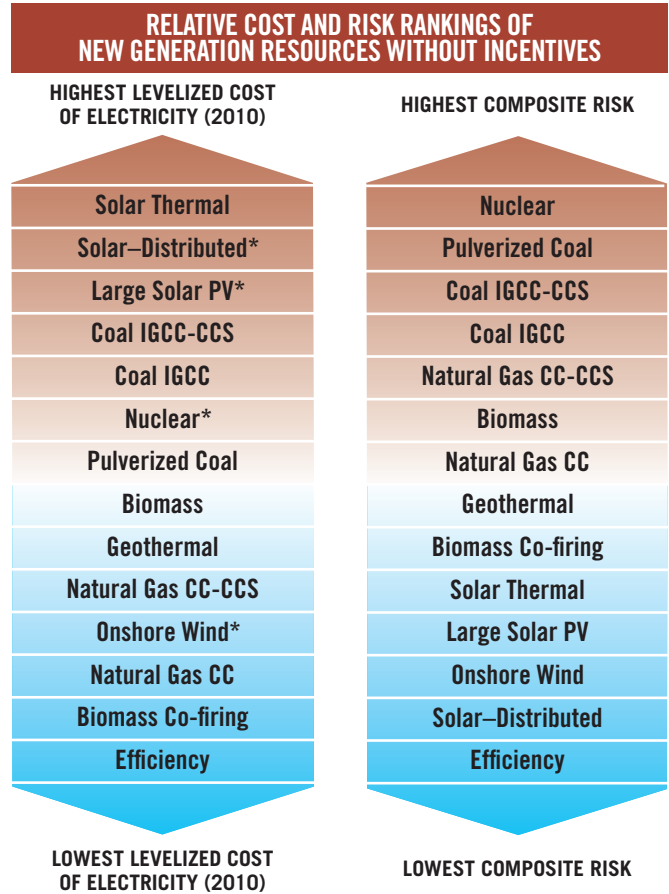 RELATIVE COST AND RISK RANKINGS OF
NEW GENERATION RESOURCES WITHOUT INCENTIVES
HIGHEST LEVELIZED COST
OF ELECTRICITY (2010)
Solar Thermal
Solar–Distributed*
Large Solar PV*
Coal IGCC-CCS
Coal IGCC
Nuclear*
Pulverized Coal
Biomass
Geothermal
Natural Gas CC-CCS
Onshore Wind*
Natural Gas CC
Biomass Co-firing
Efficiency
LOWEST LEVELIZED COST
OF ELECTRICITY (2010)
HIGHEST COMPOSITE RISK
Nuclear
Pulverized Coal
Coal IGCC-CCS
Coal IGCC
Natural Gas CC-CCS
Biomass
Natural Gas CC
Geothermal
Biomass Co-firing
Solar Thermal
Large Solar PV
Onshore Wind
Solar–Distributed
Efficiency
LOWEST COMPOSITE RISK